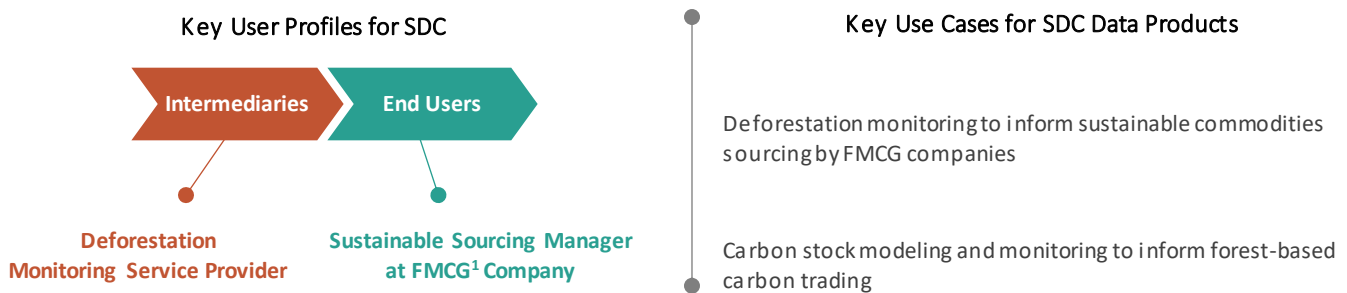 Key User Profiles for SDC
Intermediaries
End Users
Deforestation
Monitoring Service Provider
Sustainable Sourcing Manager
at FMCG¹ Company
Key Use Cases for SDC Data Products
Deforestation monitoring to inform sustainable commodities
sourcing by FMCG companies
Carbon stock modeling and monitoring to inform forest-based
carbon trading